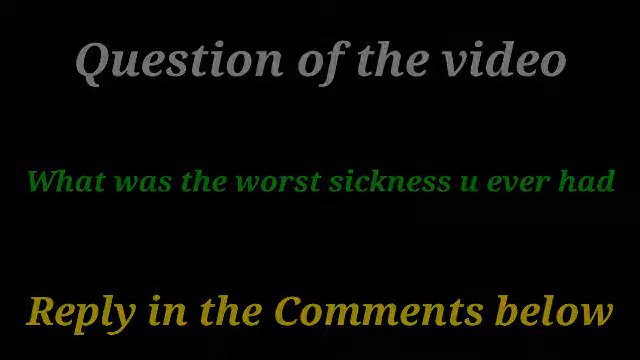 Question of the video
What was the worst sickness u ever had
Reply in the Comments below